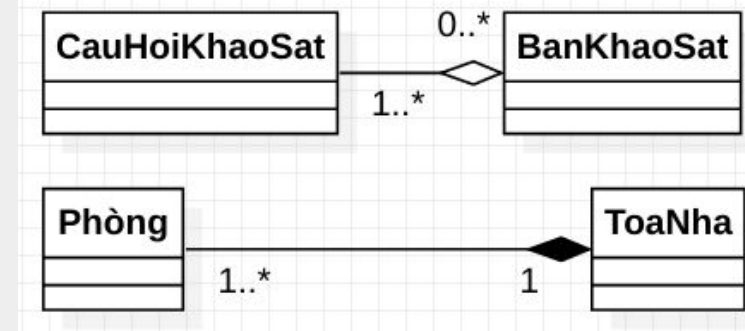 0..*
CauHoiKhaoSat
BanKhaoSat
1..*
Phòng
ToaNha
1..*
1